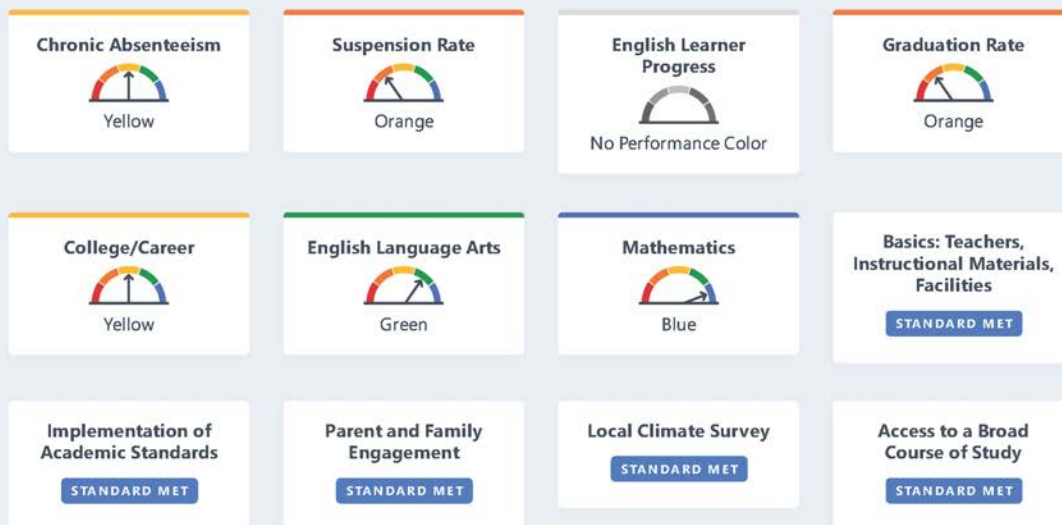 Chronic Absenteeism
Yellow
Suspension Rate
Orange
English Learner
Progress
No Performance Color
Graduation Rate
Orange
College/Career
Yellow
English Language Arts
Green
Mathematics
Blue
Basics: Teachers,
Instructional Materials,
Facilities
STANDARD MET
Implementation of
Academic Standards
STANDARD MET
Parent and Family
Engagement
STANDARD MET
Local Climate Survey
STANDARD MET
Access to a Broad
Course of Study
STANDARD MET